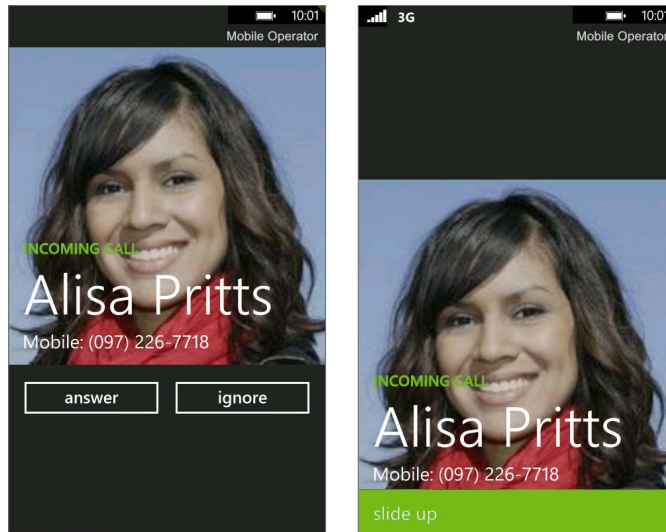 10:01
Mobile Operator
INCOMING CALL
Alisa Pritts
Mobile: (097) 226-7718
answer
ignore
3G
10:01
Mobile Operator
INCOMING CALL
Alisa Pritts
Mobile: (097) 226-7718
slide up